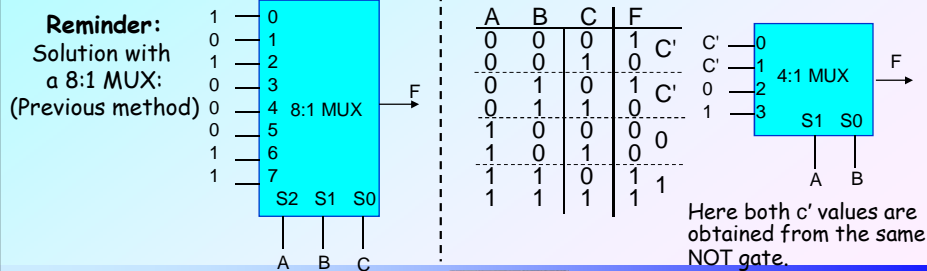 Reminder:
Solution with
a 8:1 MUX:
(Previous method)
1 0
0 1
1 2
0 3
0 4
0 5
1 6
1 7
8:1 MUX
F
S2 S1 S0
A B C
A B C F
0 0 0 1
0 0 1 0
C'
0 1 0 1
0 1 1 0
C'
1 0 0 0
1 0 1 0
0
1 1 0 1
1 1 1 1
1
C' 0
C' 1
0 2
1 3
4:1 MUX
F
S1 S0
A B
Here both c' values are
obtained from the same
NOT gate.